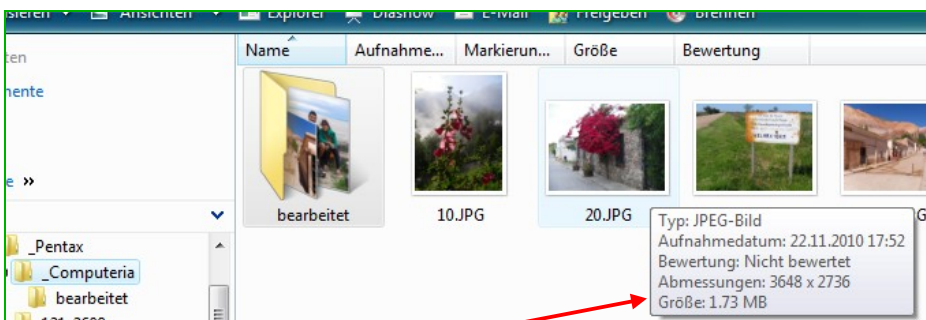 Ansichten Explorer Diashow E-Mail Freigeben Brennen
Name Aufnahme... Markierun... Größe Bewertung
bearbeitet 10.JPG 20.JPG
Typ: JPEG-Bild
Aufnahmedatum: 22.11.2010 17:52
Bewertung: Nicht bewertet
Abmessungen: 3648 x 2736
Größe: 1.73 MB
_Pentax
_Computeria
bearbeitet